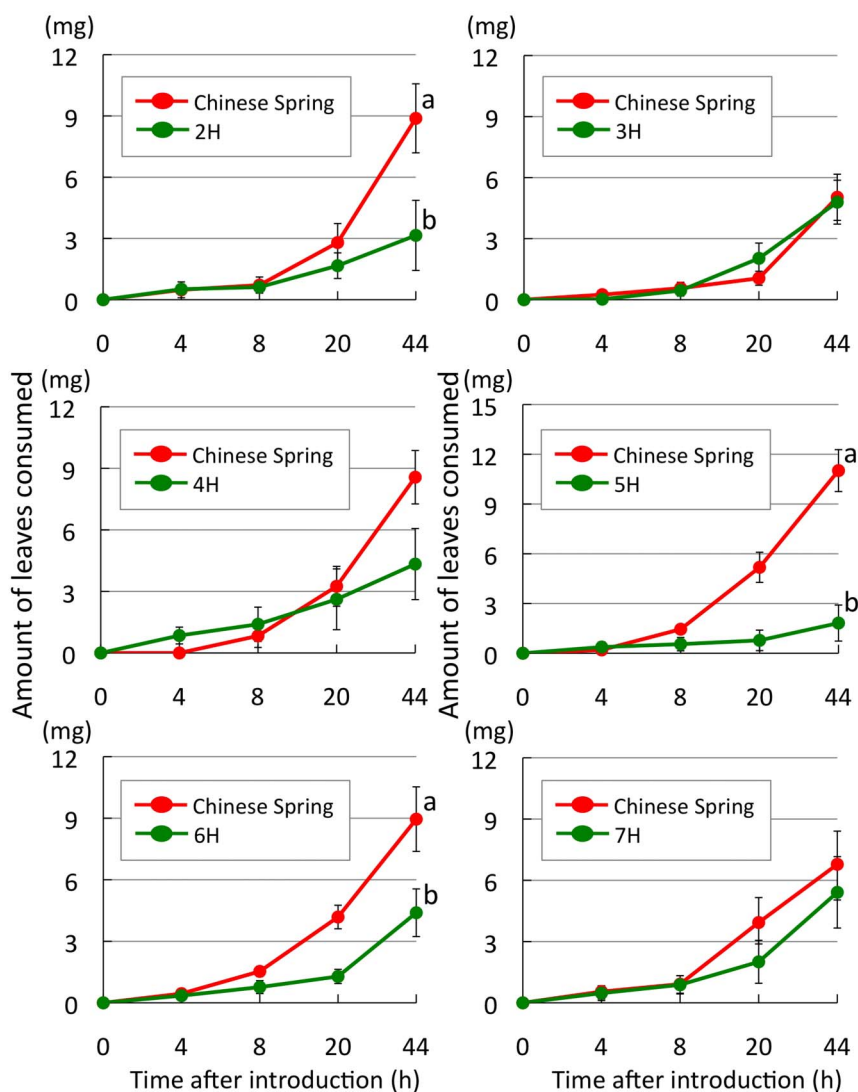 (mg)
12
9
6
3
0
Chinese Spring
2H
a
b
0 4 8 20 44
(mg)
12
9
6
3
0
Chinese Spring
3H
0 4 8 20 44
Amount of leaves consumed
(mg)
12
9
6
3
0
Chinese Spring
4H
0 4 8 20 44
Amount of leaves consumed
(mg)
15
12
9
6
3
0
Chinese Spring
5H
a
b
0 4 8 20 44
(mg)
12
9
6
3
0
Chinese Spring
6H
a
b
0 4 8 20 44
Time after introduction (h)
(mg)
12
9
6
3
0
Chinese Spring
7H
0 4 8 20 44
Time after introduction (h)